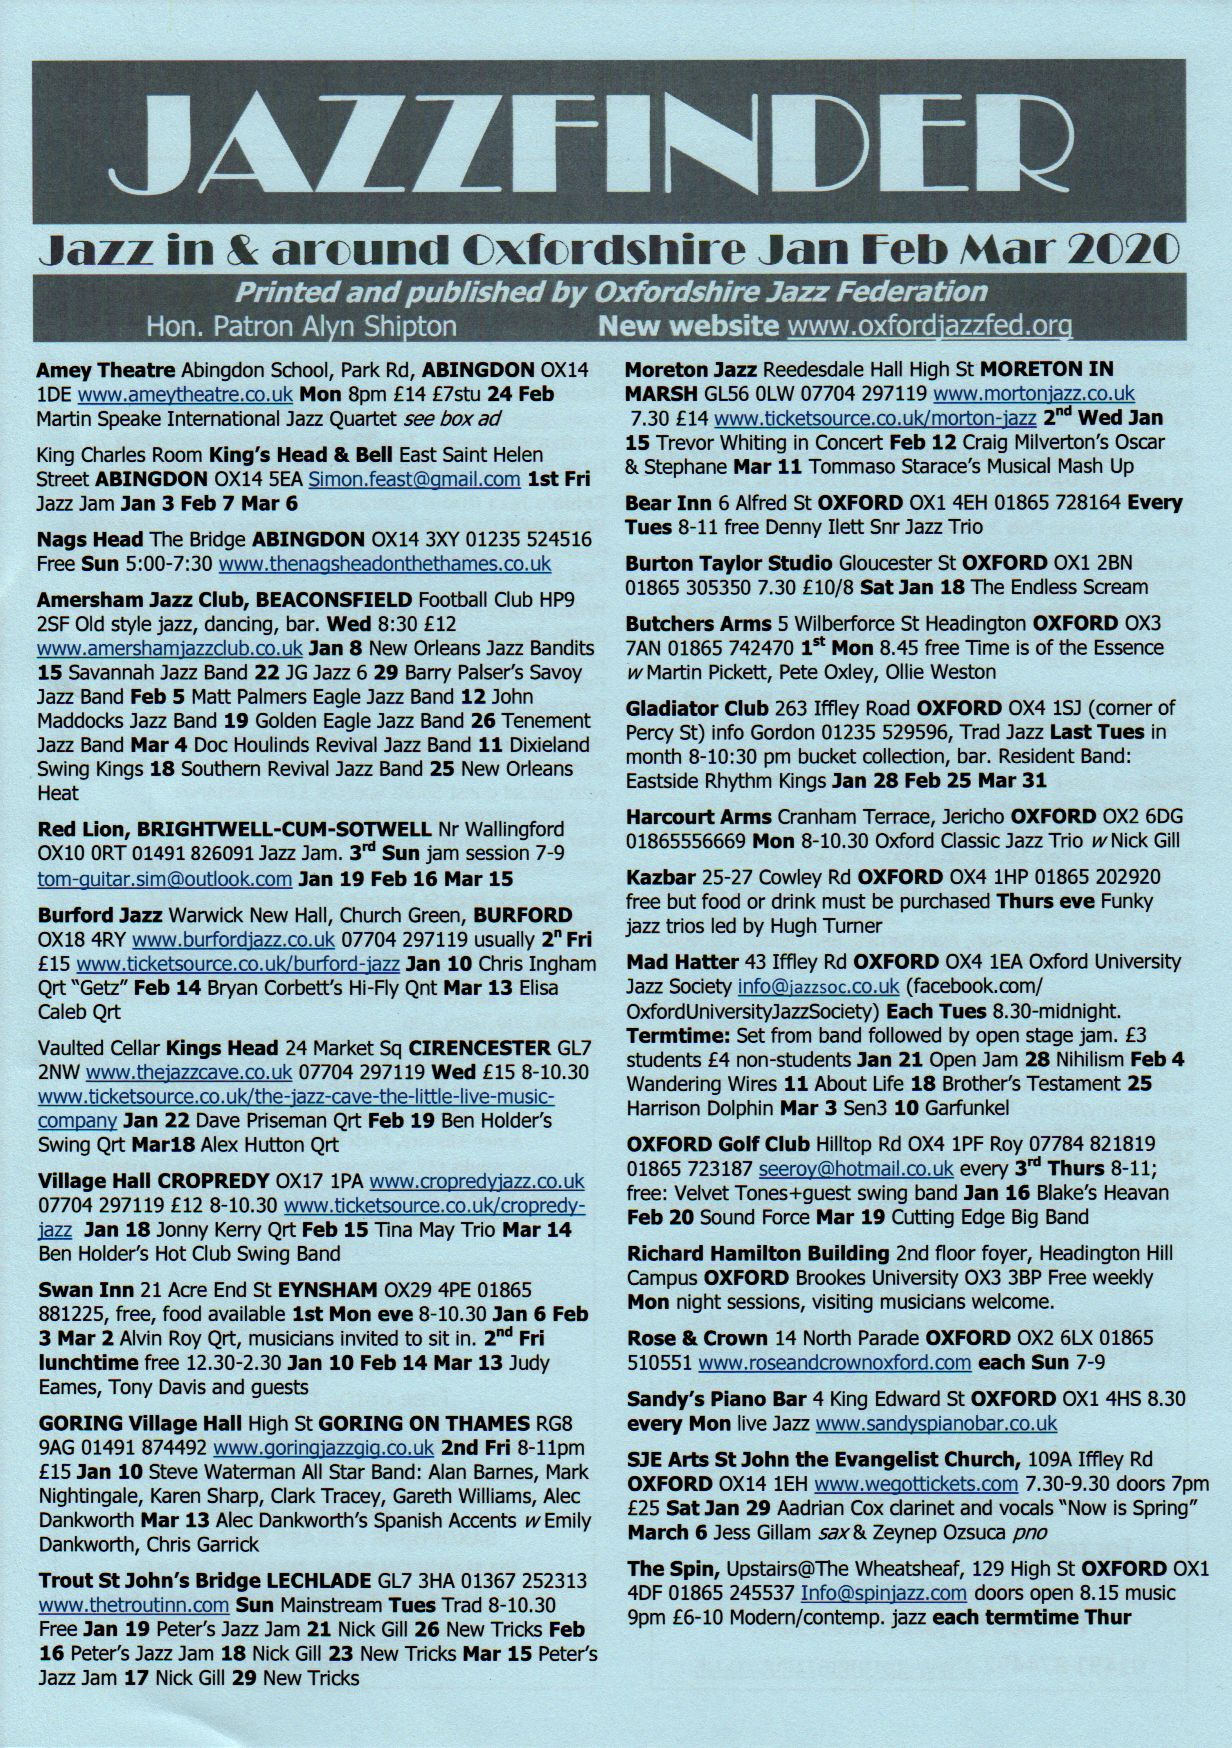 JAZZFINDER
Jazz in & around Oxfordshire Jan Feb Mar 2020
Printed and published by Oxfordshire Jazz Federation
Hon. Patron Alyn Shipton New website www.oxfordjazzfed.org
Amey Theatre Abingdon School, Park Rd, ABINGDON OX14
1DE www.ameytheatre.co.uk Mon 8pm £14 £7stu 24 Feb
Martin Speake International Jazz Quartet see box ad
King Charles Room King's Head & Bell East Saint Helen
Street ABINGDON OX14 5EA Simon.feast@gmail.com 1st Fri
Jazz Jam Jan 3 Feb 7 Mar 6
Nags Head The Bridge ABINGDON OX14 3XY 01235 524516
Free Sun 5:00-7:30 www.thenagsheadonthethames.co.uk
Amersham Jazz Club, BEACONSFIELD Football Club HP9
2SF Old style jazz, dancing, bar. Wed 8:30 £12
www.amershamjazzclub.co.uk Jan 8 New Orleans Jazz Bandits
15 Savannah Jazz Band 22 JG Jazz 6 29 Barry Palser's Savoy
Jazz Band Feb 5 Matt Palmers Eagle Jazz Band 12 John
Maddocks Jazz Band 19 Golden Eagle Jazz Band 26 Tenement
Jazz Band Mar 4 Doc Houlinds Revival Jazz Band 11 Dixieland
Swing Kings 18 Southern Revival Jazz Band 25 New Orleans
Heat
Red Lion, BRIGHTWELL-CUM-SOTWELL Nr Wallingford
OX10 0RT 01491 826091 Jazz Jam. 3rd Sun jam session 7-9
tom-guitar.sim@outlook.com Jan 19 Feb 16 Mar 15
Burford Jazz Warwick New Hall, Church Green, BURFORD
OX18 4RY www.burfordjazz.co.uk 07704 297119 usually 2n Fri
£15 www.ticketsource.co.uk/burford-jazz Jan 10 Chris Ingham
Qrt "Getz" Feb 14 Bryan Corbett's Hi-Fly Qnt Mar 13 Elisa
Caleb Qrt
Vaulted Cellar Kings Head 24 Market Sq CIRENCESTER GL7
2NW www.thejazzcave.co.uk 07704 297119 Wed £15 8-10.30
www.ticketsource.co.uk/the-jazz-cave-the-little-live-music-
company Jan 22 Dave Priseman Qrt Feb 19 Ben Holder's
Swing Qrt Mar18 Alex Hutton Qrt
Village Hall CROPREDY OX17 1PA www.cropredyjazz.co.uk
07704 297119 £12 8-10.30 www.ticketsource.co.uk/cropredy-
jazz Jan 18 Jonny Kerry Qrt Feb 15 Tina May Trio Mar 14
Ben Holder's Hot Club Swing Band
Swan Inn 21 Acre End St EYNSHAM OX29 4PE 01865
881225, free, food available 1st Mon eve 8-10.30 Jan 6 Feb
3 Mar 2 Alvin Roy Qrt, musicians invited to sit in. 2nd Fri
lunchtime free 12.30-2.30 Jan 10 Feb 14 Mar 13 Judy
Eames, Tony Davis and guests
GORING Village Hall High St GORING ON THAMES RG8
9AG 01491 874492 www.goringjazzgig.co.uk 2nd Fri 8-11pm
£15 Jan 10 Steve Waterman All Star Band: Alan Barnes, Mark
Nightingale, Karen Sharp, Clark Tracey, Gareth Williams, Alec
Dankworth Mar 13 Alec Dankworth's Spanish Accents w Emily
Dankworth, Chris Garrick
Trout St John's Bridge LECHLADE GL7 3HA 01367 252313
www.thetroutinn.com Sun Mainstream Tues Trad 8-10.30
Free Jan 19 Peter's Jazz Jam 21 Nick Gill 26 New Tricks Feb
16 Peter's Jazz Jam 18 Nick Gill 23 New Tricks Mar 15 Peter's
Jazz Jam 17 Nick Gill 29 New Tricks
Moreton Jazz Reedesdale Hall High St MORETON IN
MARSH GL56 0LW 07704 297119 www.mortonjazz.co.uk
7.30 £14 www.ticketsource.co.uk/morton-jazz 2nd Wed Jan
15 Trevor Whiting in Concert Feb 12 Craig Milverton's Oscar
& Stephane Mar 11 Tommaso Starace's Musical Mash Up
Bear Inn 6 Alfred St OXFORD OX1 4EH 01865 728164 Every
Tues 8-11 free Denny Ilett Snr Jazz Trio
Burton Taylor Studio Gloucester St OXFORD OX1 2BN
01865 305350 7.30 £10/8 Sat Jan 18 The Endless Scream
Butchers Arms 5 Wilberforce St Headington OXFORD OX3
7AN 01865 742470 1st Mon 8.45 free Time is of the Essence
w Martin Pickett, Pete Oxley, Ollie Weston
Gladiator Club 263 Iffley Road OXFORD OX4 1SJ (corner of
Percy St) info Gordon 01235 529596, Trad Jazz Last Tues in
month 8-10:30 pm bucket collection, bar. Resident Band:
Eastside Rhythm Kings Jan 28 Feb 25 Mar 31
Harcourt Arms Cranham Terrace, Jericho OXFORD OX2 6DG
01865556669 Mon 8-10.30 Oxford Classic Jazz Trio w Nick Gill
Kazbar 25-27 Cowley Rd OXFORD OX4 1HP 01865 202920
free but food or drink must be purchased Thurs eve Funky
jazz trios led by Hugh Turner
Mad Hatter 43 Iffley Rd OXFORD OX4 1EA Oxford University
Jazz Society info@jazzsoc.co.uk (facebook.com/
OxfordUniversityJazzSociety) Each Tues 8.30-midnight.
Termtime: Set from band followed by open stage jam. £3
students £4 non-students Jan 21 Open Jam 28 Nihilism Feb 4
Wandering Wires 11 About Life 18 Brother's Testament 25
Harrison Dolphin Mar 3 Sen3 10 Garfunkel
OXFORD Golf Club Hilltop Rd OX4 1PF Roy 07784 821819
01865 723187 seeroy@hotmail.co.uk every 3rd Thurs 8-11;
free: Velvet Tones+guest swing band Jan 16 Blake's Heavan
Feb 20 Sound Force Mar 19 Cutting Edge Big Band
Richard Hamilton Building 2nd floor foyer, Headington Hill
Campus OXFORD Brookes University OX3 3BP Free weekly
Mon night sessions, visiting musicians welcome.
Rose & Crown 14 North Parade OXFORD OX2 6LX 01865
510551 www.roseandcrownoxford.com each Sun 7-9
Sandy's Piano Bar 4 King Edward St OXFORD OX1 4HS 8.30
every Mon live Jazz www.sandyspianobar.co.uk
SJE Arts St John the Evangelist Church, 109A Iffley Rd
OXFORD OX14 1EH www.wegottickets.com 7.30-9.30 doors 7pm
£25 Sat Jan 29 Aadrian Cox clarinet and vocals "Now is Spring"
March 6 Jess Gillam sax & Zeynep Ozsuca pno
The Spin, Upstairs@The Wheatsheaf, 129 High St OXFORD OX1
4DF 01865 245537 Info@spinjazz.com doors open 8.15 music
9pm £6-10 Modern/contemp. jazz each termtime Thur